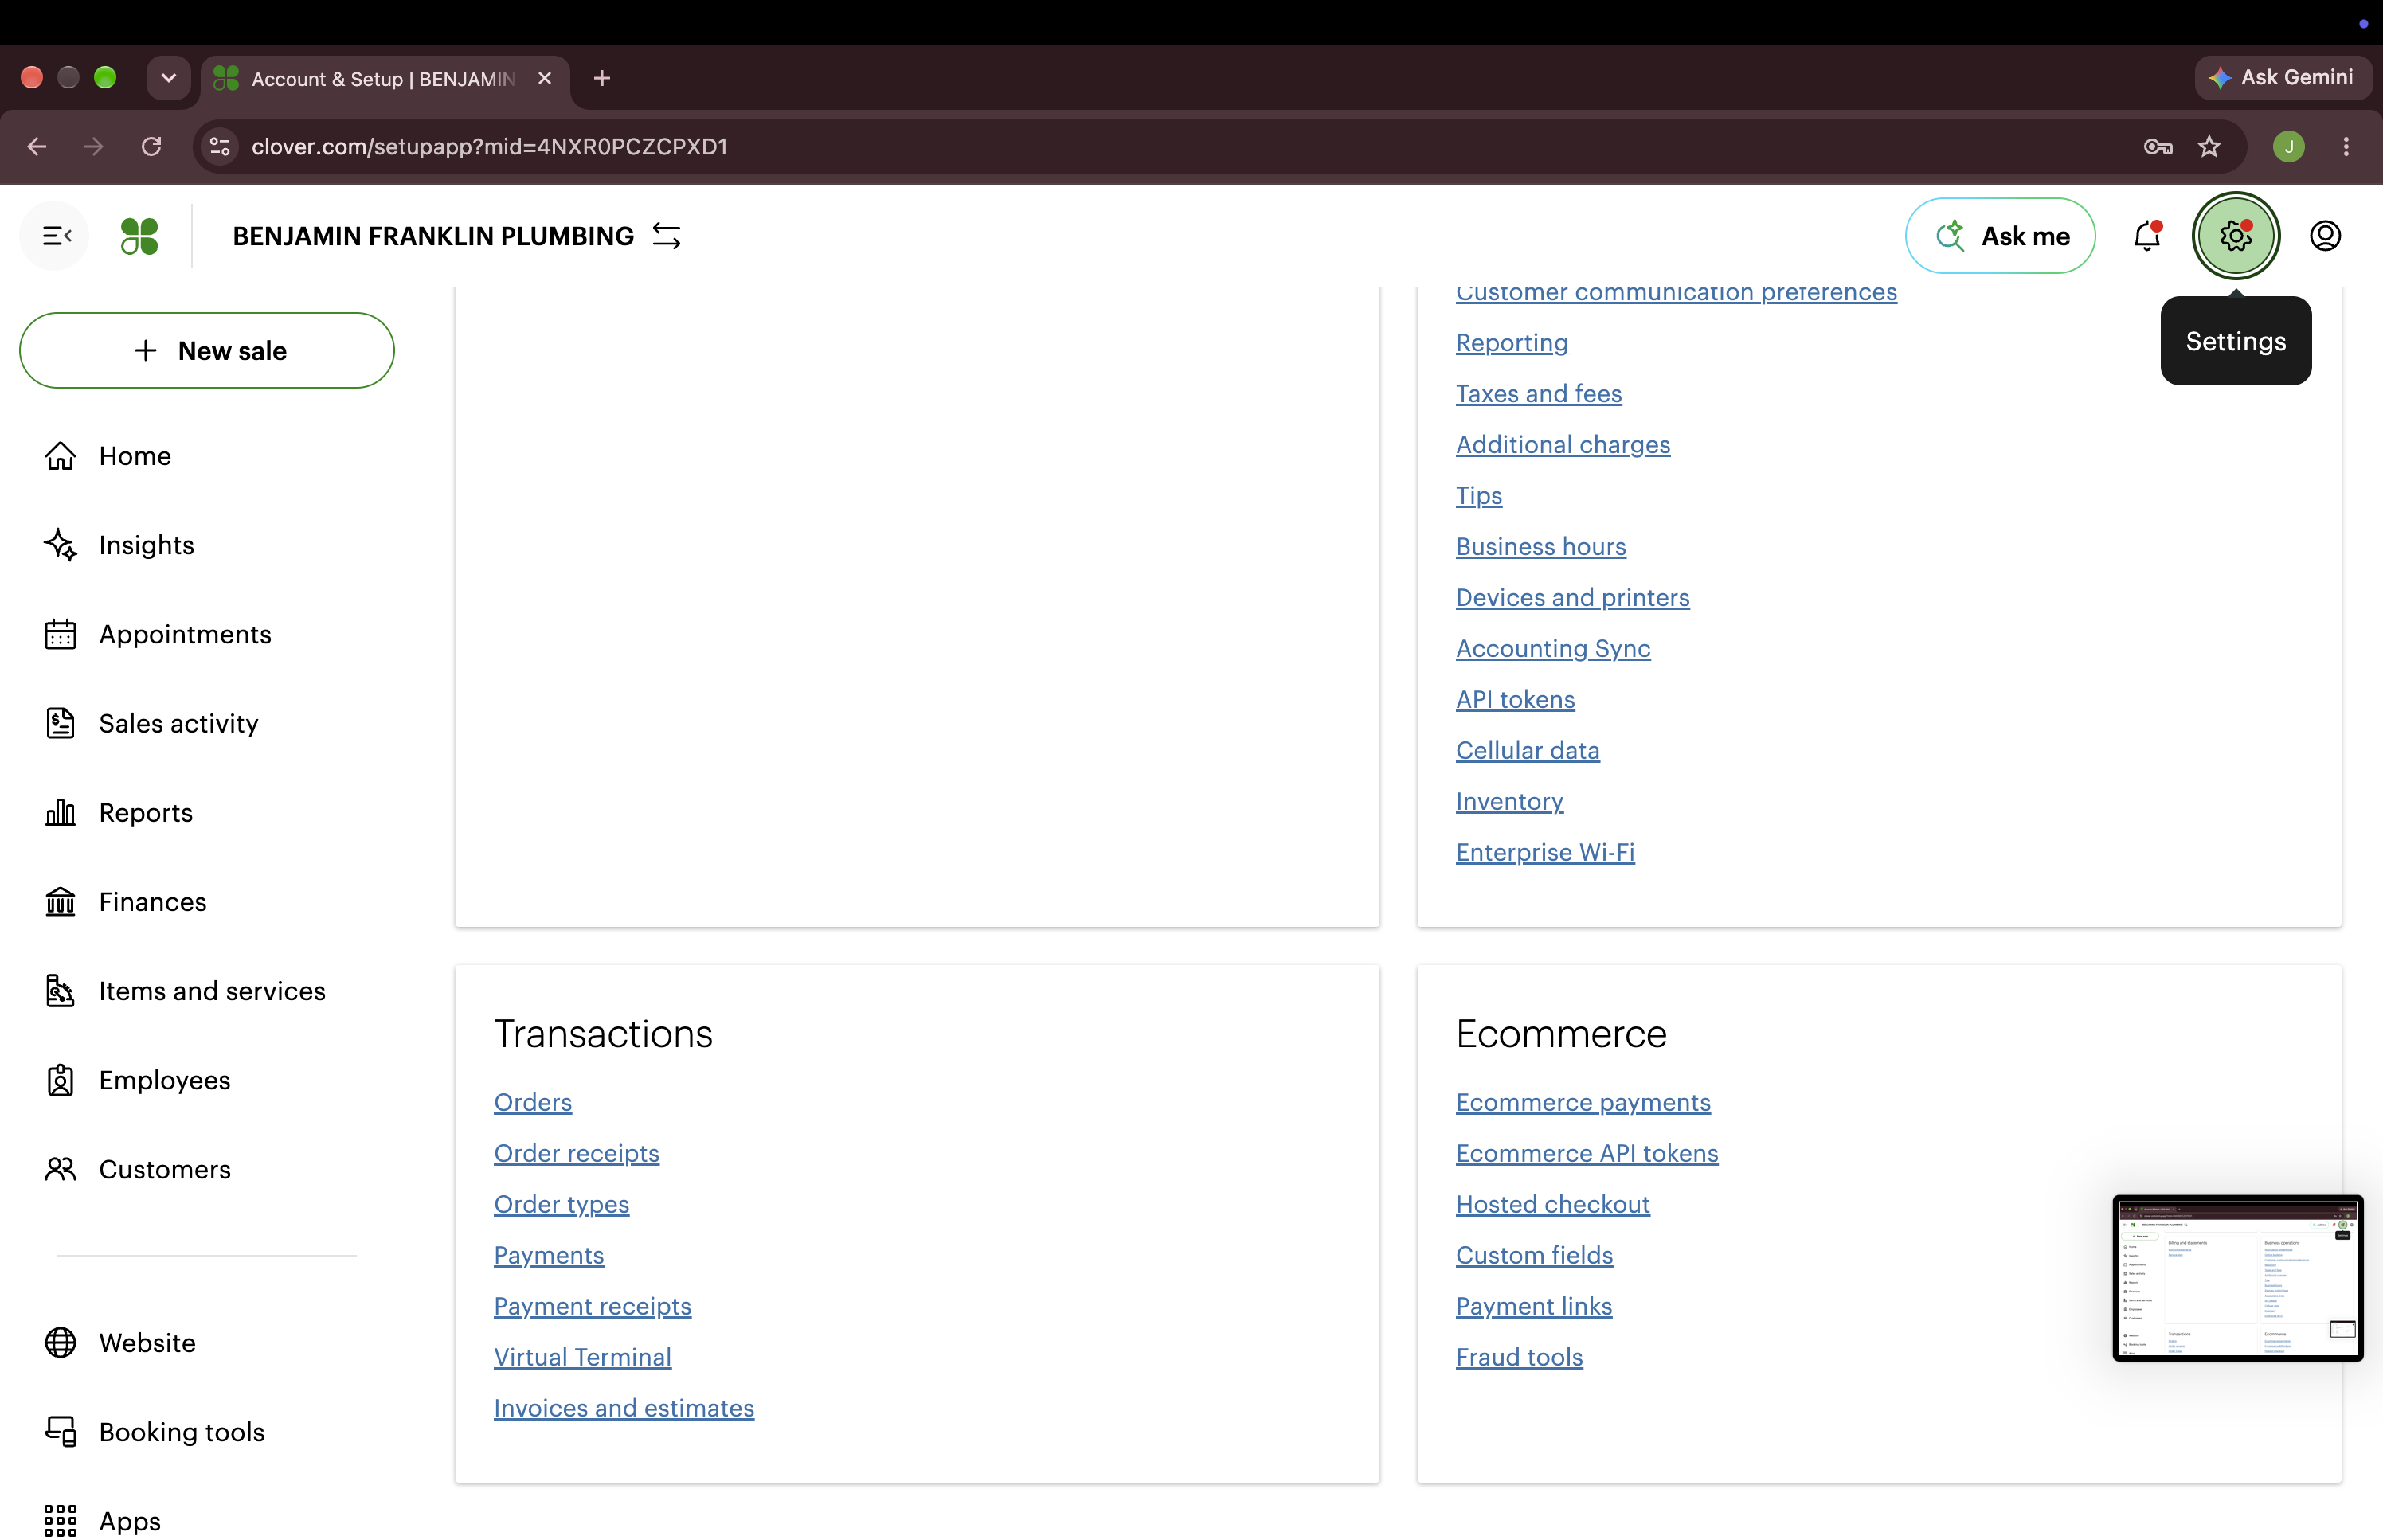 Account & Setup | BENJAMIN
Ask Gemini
clover.com/setupapp?mid=4NXR0PCZCPXD1
J
BENJAMIN FRANKLIN PLUMBING
Ask me
Settings
New sale
Home
Insights
Appointments
Sales activity
Reports
Finances
Items and services
Employees
Customers
Website
Booking tools
Apps
Customer communication preferences
Reporting
Taxes and fees
Additional charges
Tips
Business hours
Devices and printers
Accounting Sync
API tokens
Cellular data
Inventory
Enterprise Wi-Fi
Transactions
Orders
Order receipts
Order types
Payments
Payment receipts
Virtual Terminal
Invoices and estimates
Ecommerce
Ecommerce payments
Ecommerce API tokens
Hosted checkout
Custom fields
Payment links
Fraud tools